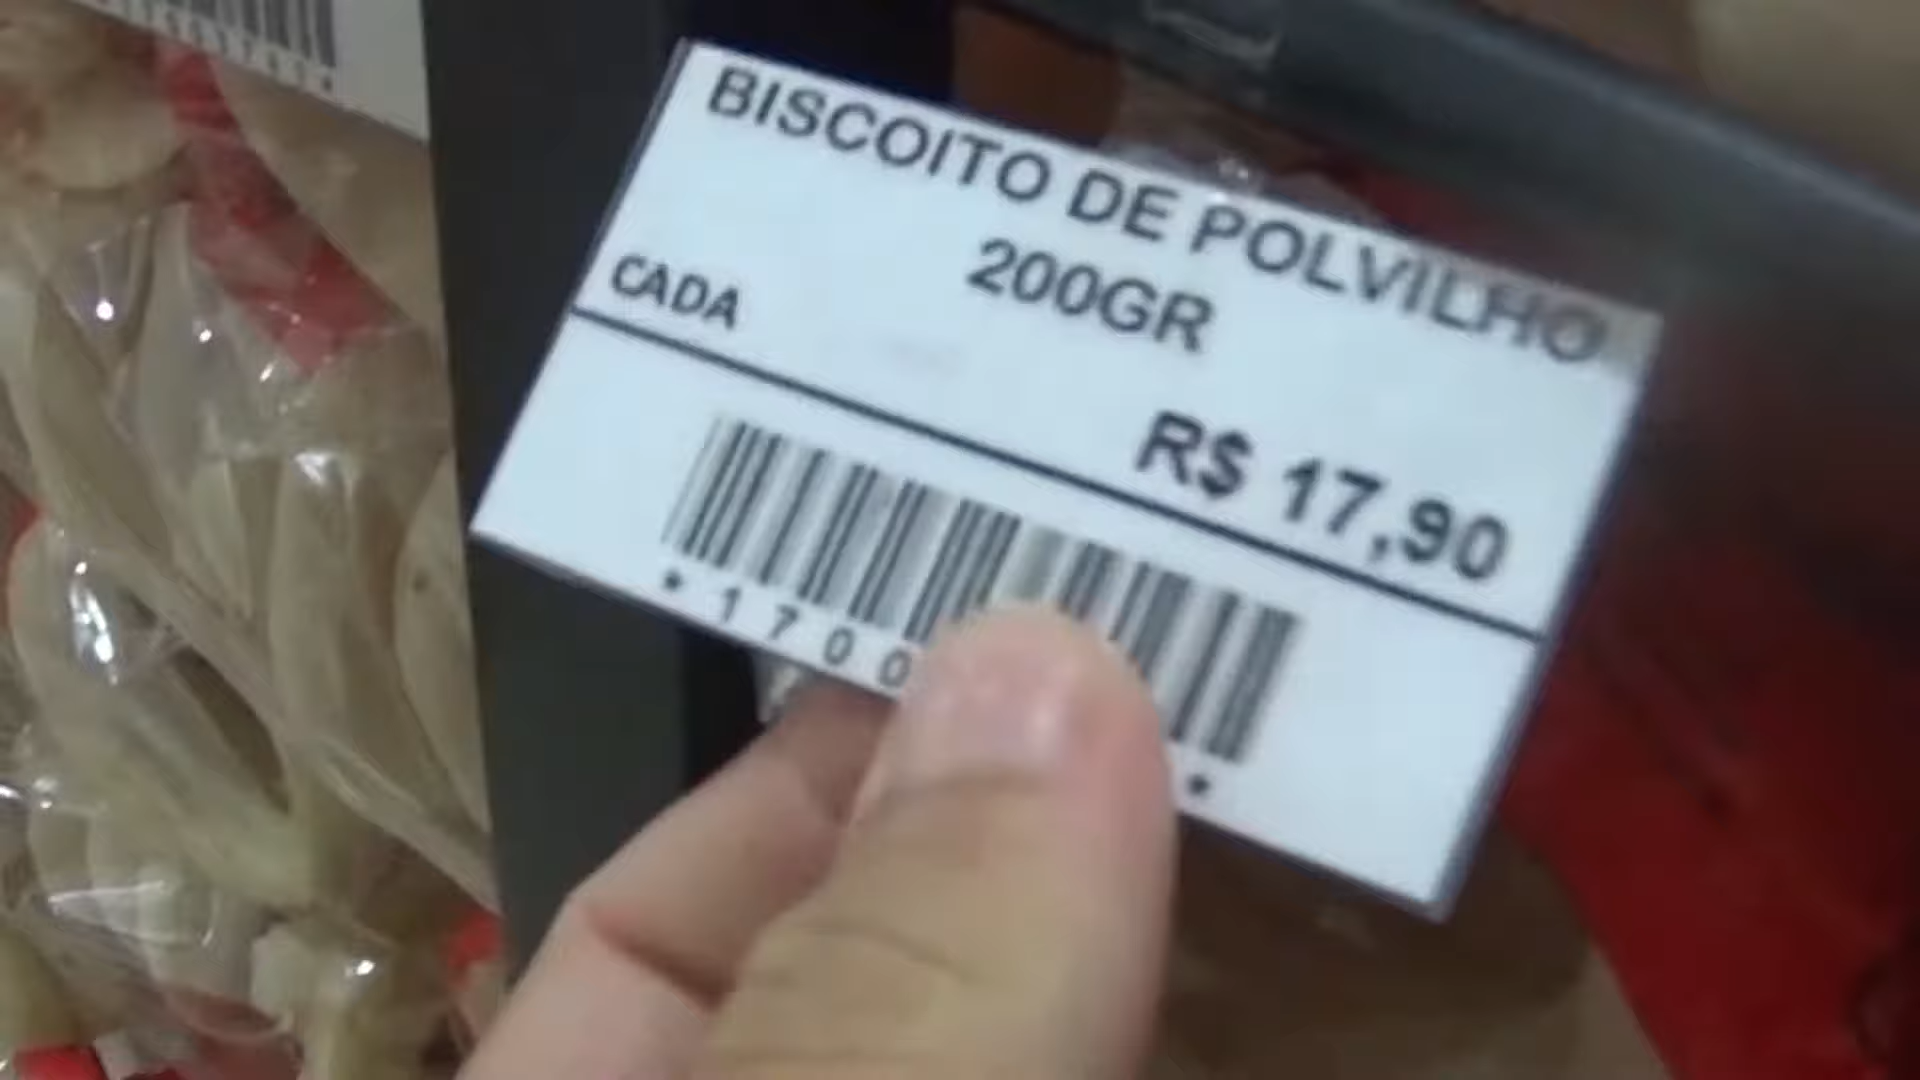 BISCOITO DE POLVILHO
200GR
CADA
R$ 17,90
*1700
*